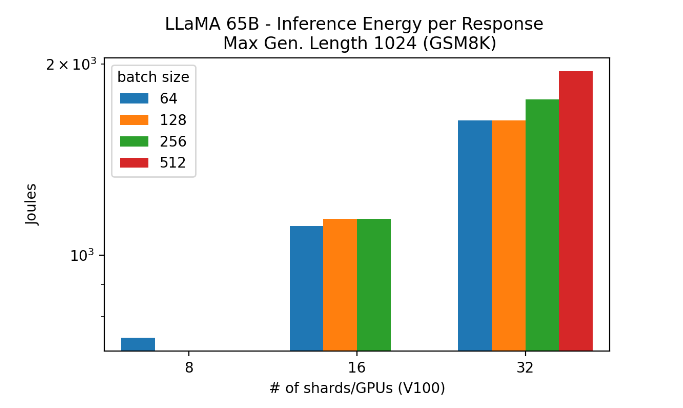 LLaMA 65B - Inference Energy per Response
Max Gen. Length 1024 (GSM8K)
2 × 10³
10³
Joules
batch size
64
128
256
512
8
16
32
# of shards/GPUs (V100)